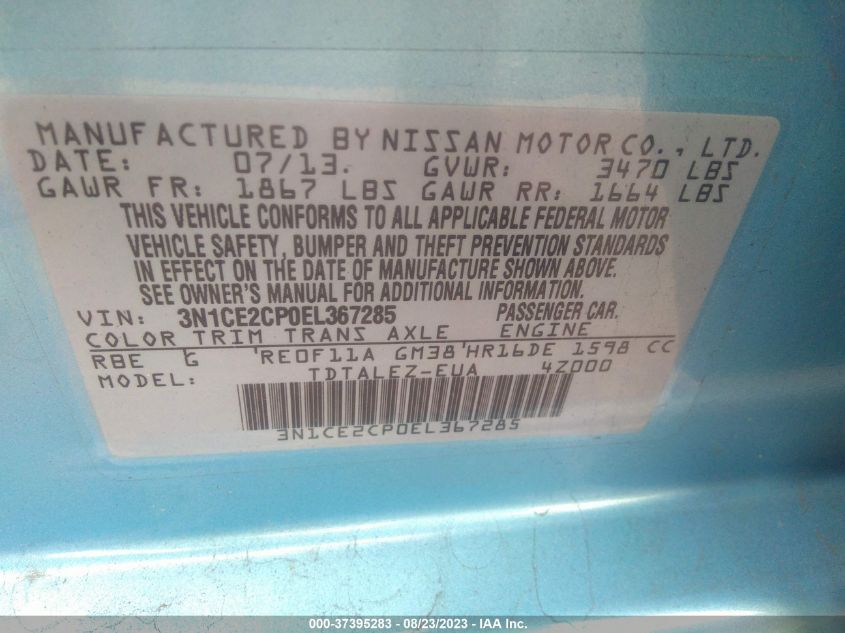 MANUFACTURED BY NISSAN MOTOR CO., LTD.
DATE: 07/13. GVWR: 3470 LBS
GAWR FR: 1867 LBS GAWR RR: 1664 LBS
THIS VEHICLE CONFORMS TO ALL APPLICABLE FEDERAL MOTOR
VEHICLE SAFETY, BUMPER AND THEFT PREVENTION STANDARDS
IN EFFECT ON THE DATE OF MANUFACTURE SHOWN ABOVE.
SEE OWNER'S MANUAL FOR ADDITIONAL INFORMATION.
VIN: 3N1CE2CP0EL367285 PASSENGER CAR.
COLOR TRIM TRANS AXLE ENGINE
RBE G 'RE0F11A GM38'HR16DE 1598 CC
MODEL: TDTALEZ-EUA 4Z000
3N1CE2CP0EL367285
000-37395283 - 08/23/2023 - IAA Inc.